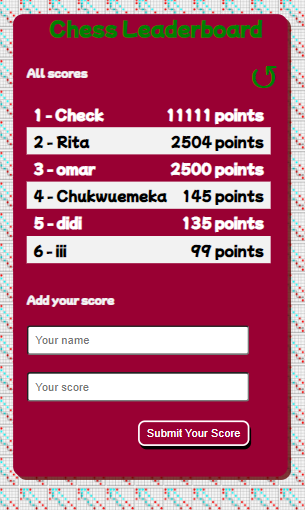 Chess Leaderboard
All scores
1 - Check 11111 points
2 - Rita 2504 points
3 - omar 2500 points
4 - Chukwuemeka 145 points
5 - didi 135 points
6 - iii 99 points
Add your score
Your name
Your score
Submit Your Score